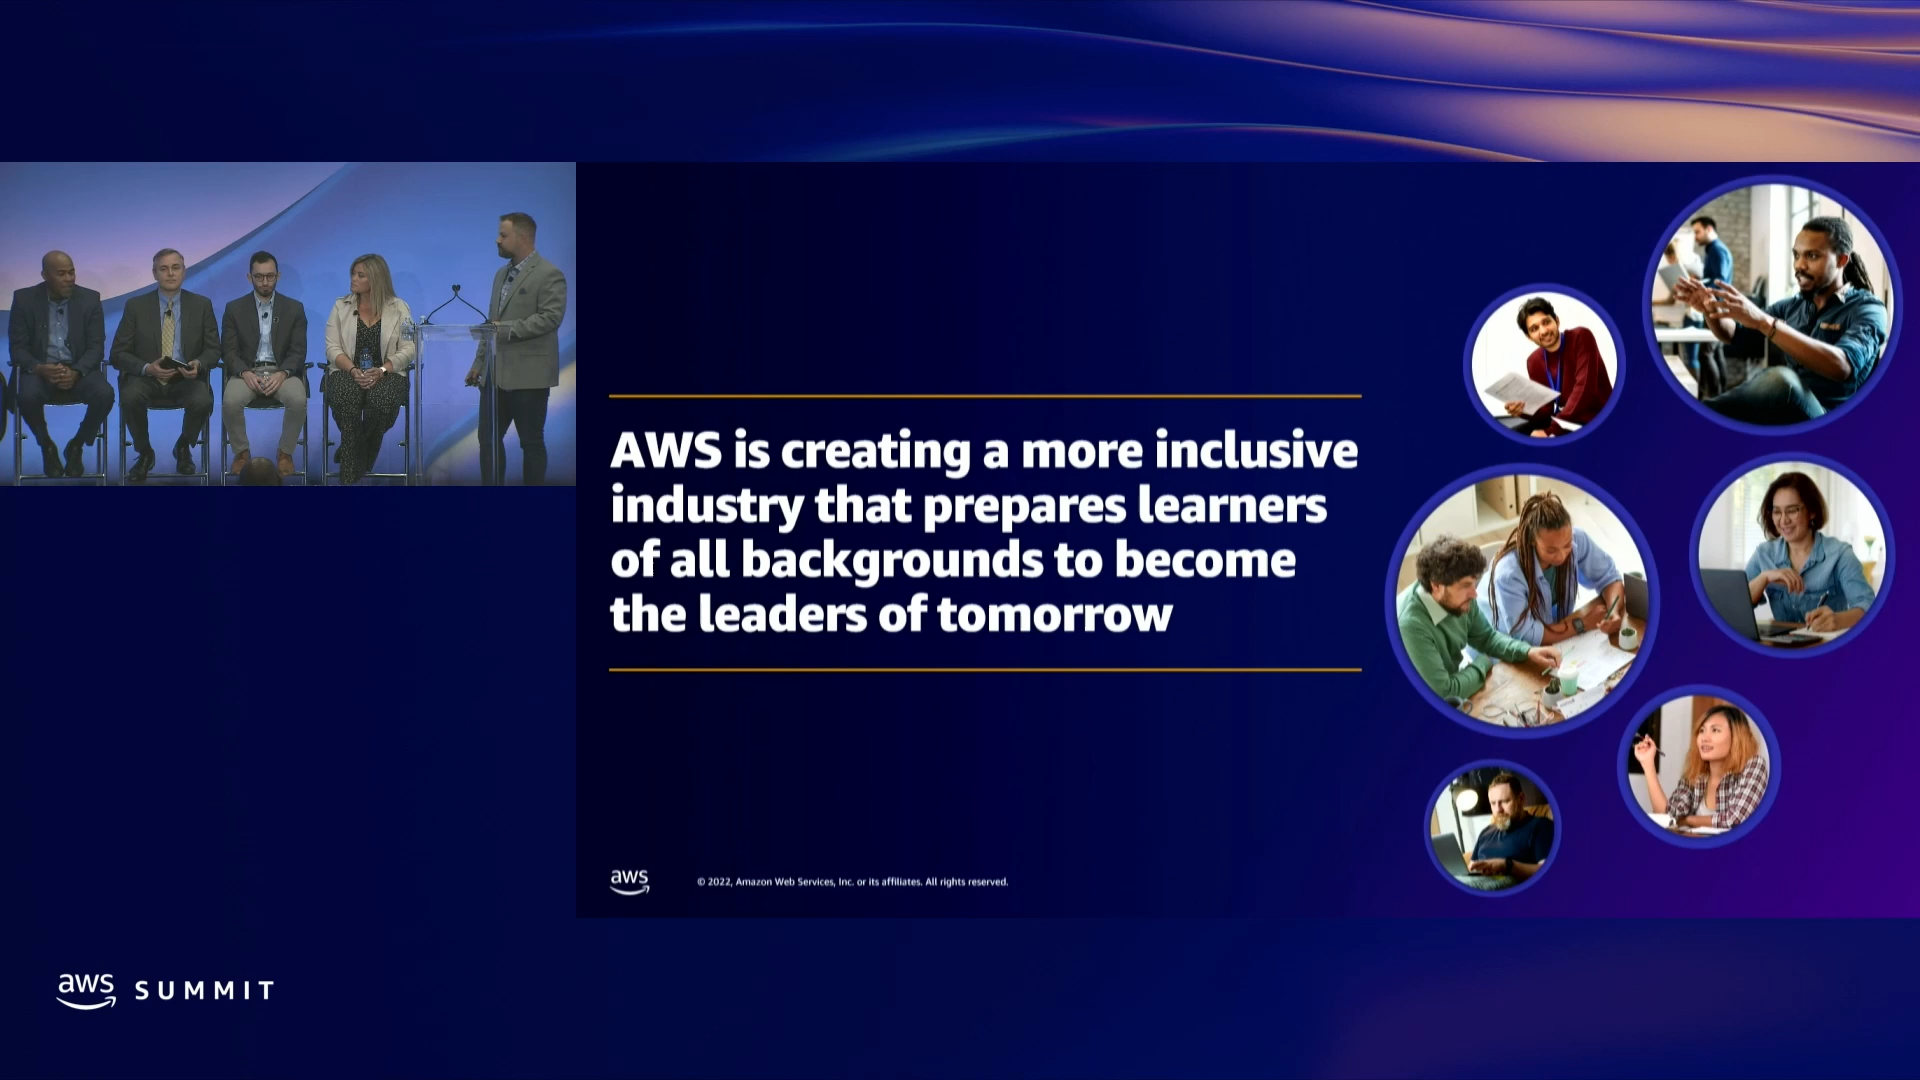 AWS is creating a more inclusive
industry that prepares learners
of all backgrounds to become
the leaders of tomorrow
aws
© 2022, Amazon Web Services, Inc. or its affiliates. All rights reserved.
aws SUMMIT